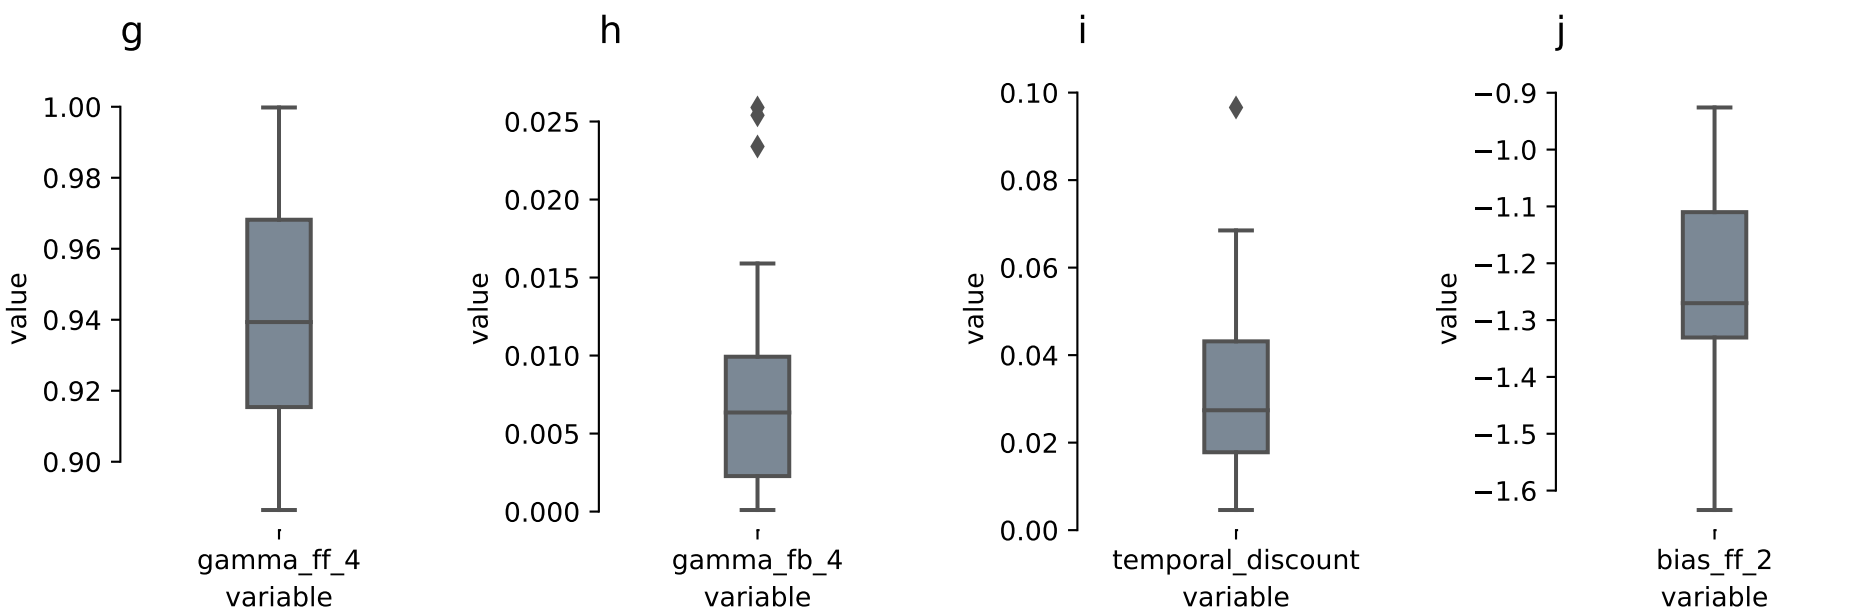 g
1.00
0.98
0.96
0.94
0.92
0.90
value
gamma_ff_4
variable
h
0.025
0.020
0.015
0.010
0.005
0.000
value
gamma_fb_4
variable
i
0.10
0.08
0.06
0.04
0.02
0.00
value
temporal_discount
variable
j
−0.9
−1.0
−1.1
−1.2
−1.3
−1.4
−1.5
−1.6
value
bias_ff_2
variable